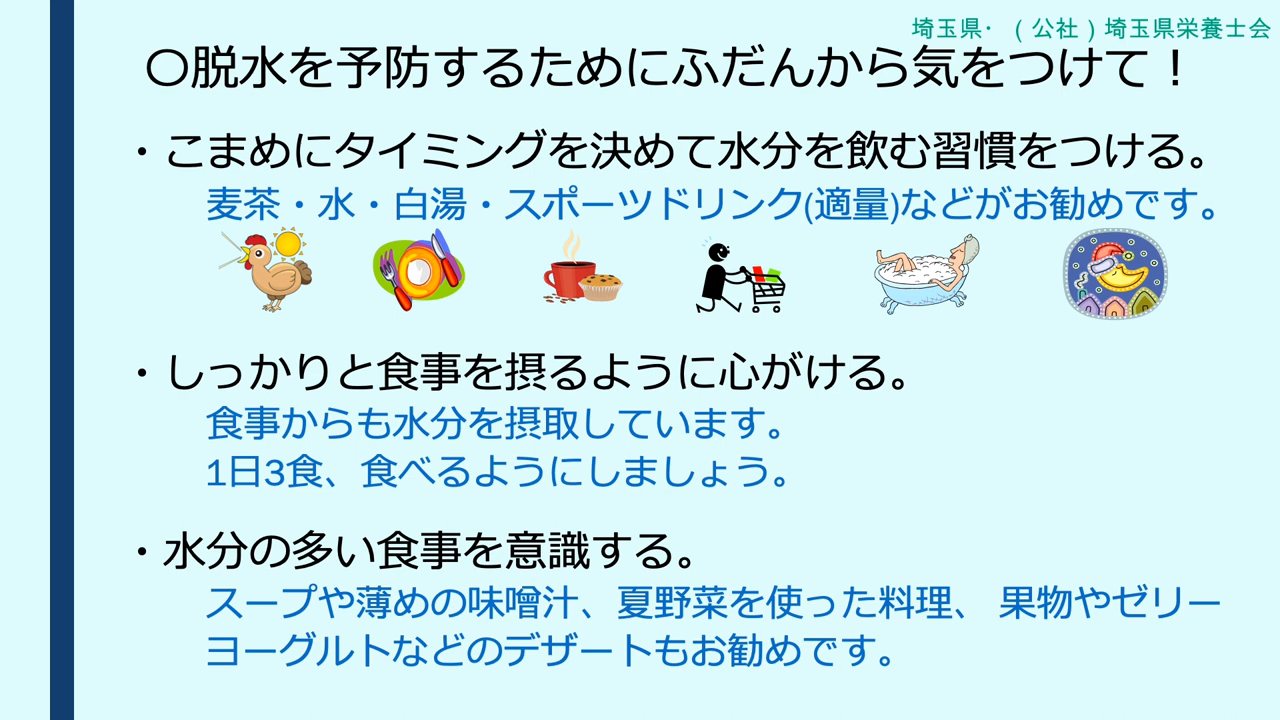 埼玉県・（公社）埼玉県栄養士会
〇脱水を予防するためにふだんから気をつけて！
・こまめにタイミングを決めて水分を飲む習慣をつける。
麦茶・水・白湯・スポーツドリンク(適量)などがお勧めです。
・しっかりと食事を摂るように心がける。
食事からも水分を摂取しています。
1日3食、食べるようにしましょう。
・水分の多い食事を意識する。
スープや薄めの味噌汁、夏野菜を使った料理、 果物やゼリー
ヨーグルトなどのデザートもお勧めです。